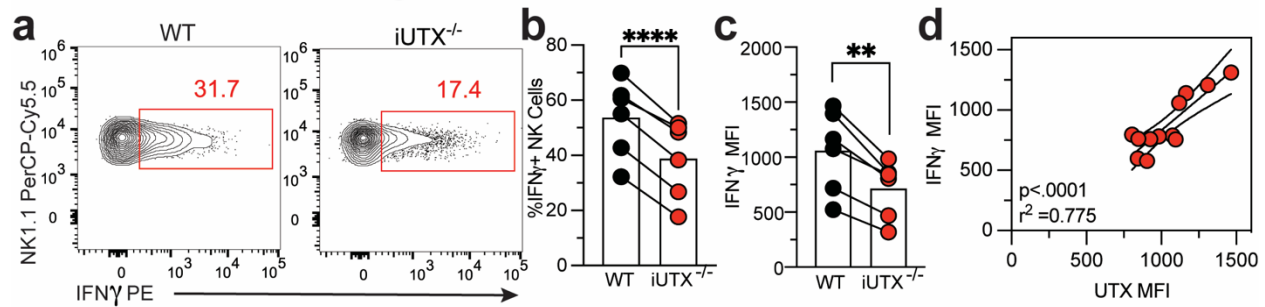 a
WT
iUTX-/-
NK1.1 PerCP-Cy5.5
10^6
10^5
10^4
10^3
0
31.7
0
10^3
10^4
10^5
10^6
10^5
10^4
10^3
0
17.4
0
10^3
10^4
10^5
IFNγ PE
b
****
%IFNγ+ NK Cells
80
60
40
20
0
WT
iUTX-/-
c
**
IFNγ MFI
2000
1500
1000
500
0
WT
iUTX-/-
d
IFNγ MFI
1500
1000
500
0
p<.0001
r² =0.775
0
500
1000
1500
UTX MFI